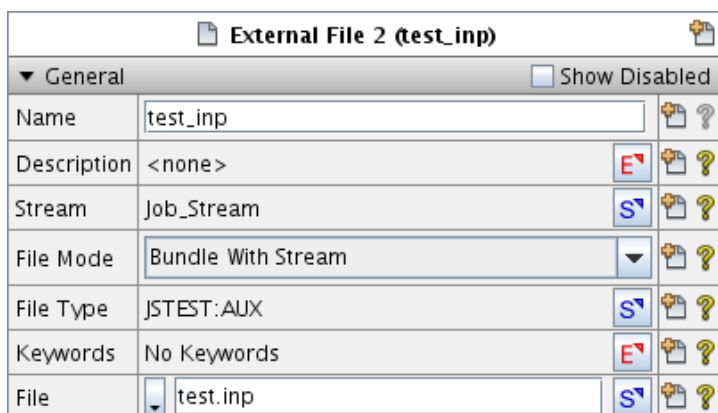 External File 2 (test_inp)
▼ General Show Disabled
Name test_inp ?
Description <none> E ?
Stream Job_Stream S ?
File Mode Bundle With Stream ?
File Type JSTEST:AUX S ?
Keywords No Keywords E ?
File test.inp S ?